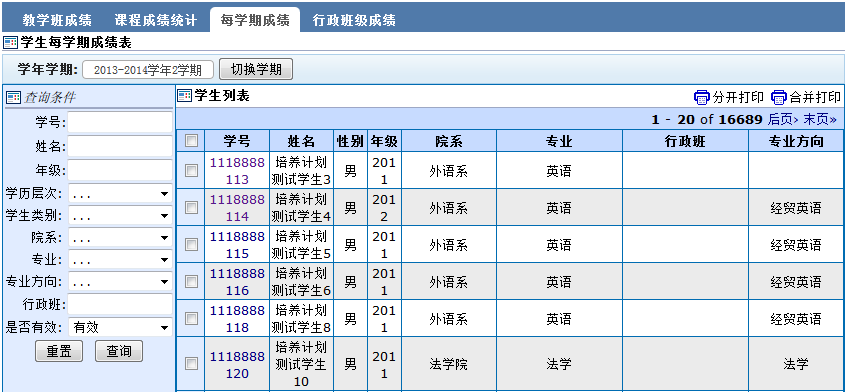 教学班成绩 课程成绩统计 每学期成绩 行政班级成绩
学生每学期成绩表
学年学期: 2013-2014学年2学期 切换学期
查询条件
学号:
姓名:
年级:
学历层次: ...
学生类别: ...
院系: ...
专业: ...
专业方向: ...
行政班:
是否有效: 有效
重置 查询
学生列表 分开打印 合并打印
1 - 20 of 16689 后页› 末页»
学号 姓名 性别 年级 院系 专业 行政班 专业方向
1118888113 培养计划测试学生3 男 2011 外语系 英语
1118888114 培养计划测试学生4 男 2012 外语系 英语 经贸英语
1118888115 培养计划测试学生5 男 2011 外语系 英语 经贸英语
1118888116 培养计划测试学生6 男 2011 外语系 英语 经贸英语
1118888118 培养计划测试学生8 男 2011 外语系 英语 经贸英语
1118888120 培养计划测试学生10 男 2011 法学院 法学 法学